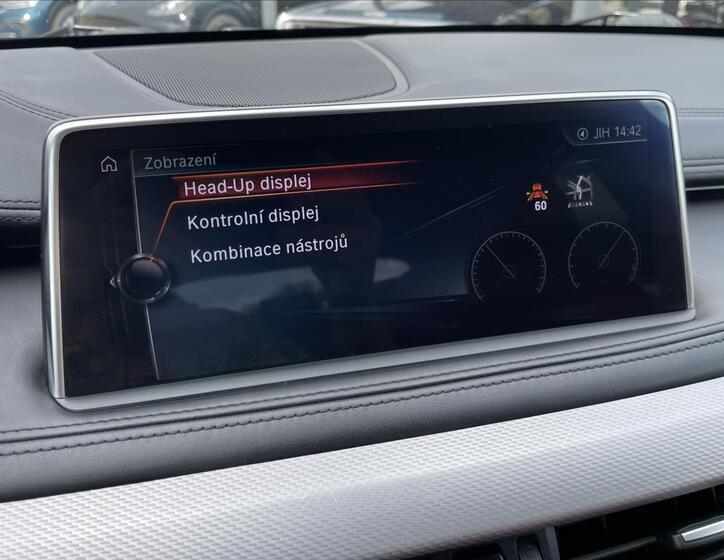 JIH 14:42
Zobrazení
Head-Up displej
Kontrolní displej
Kombinace nástrojů
60